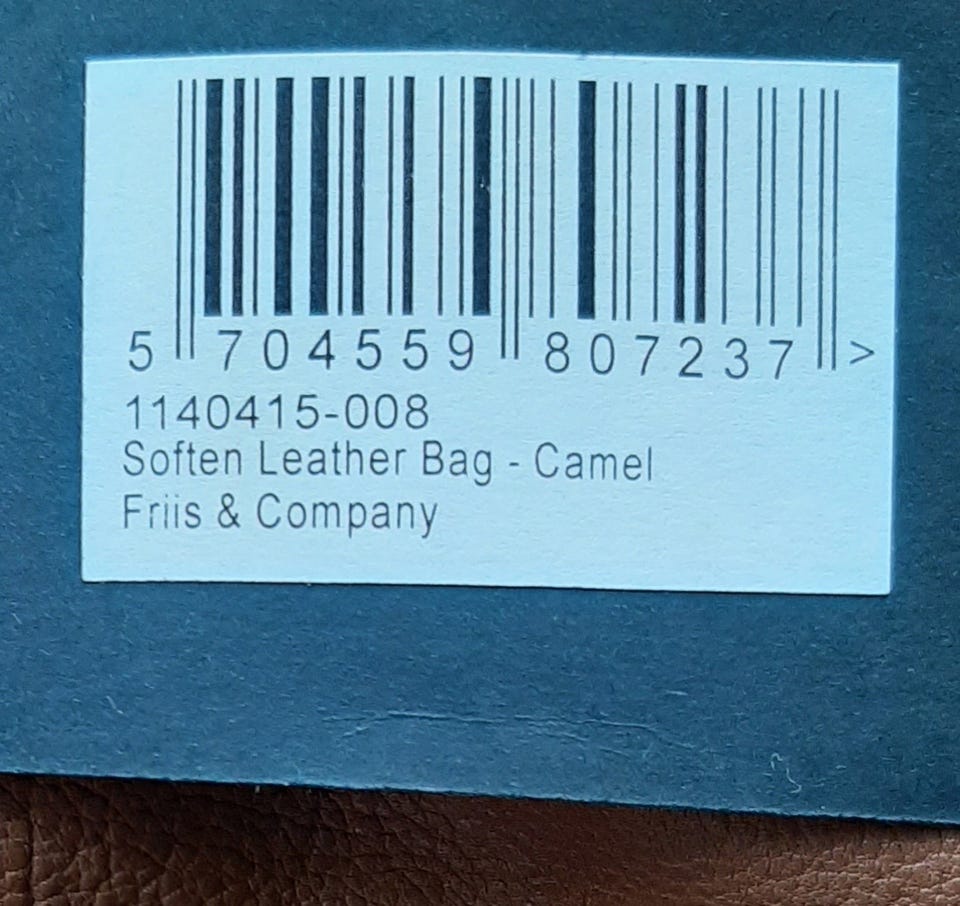 5 704559 807237 >
1140415-008
Soften Leather Bag - Camel
Friis & Company